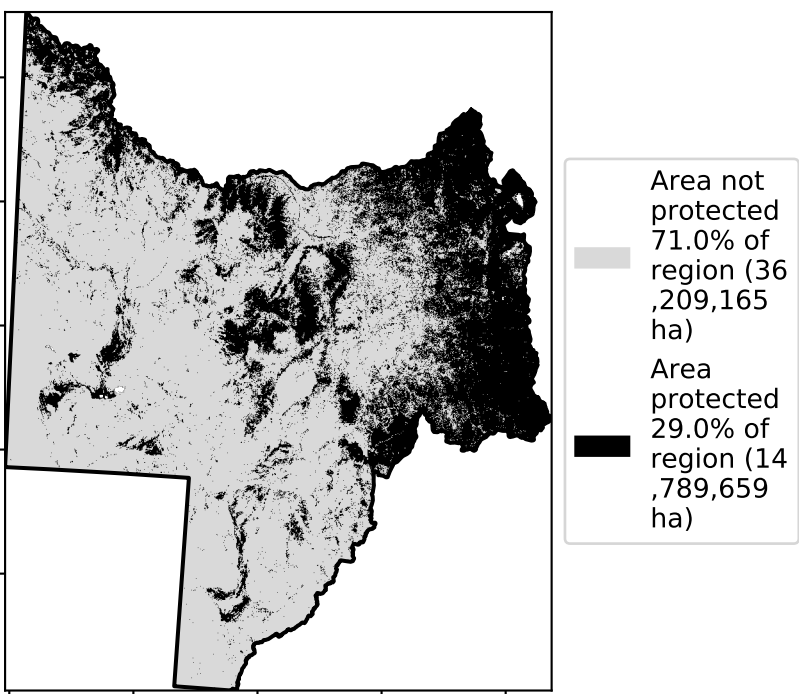 Area not
protected
71.0% of
region (36
,209,165
ha)
Area
protected
29.0% of
region (14
,789,659
ha)